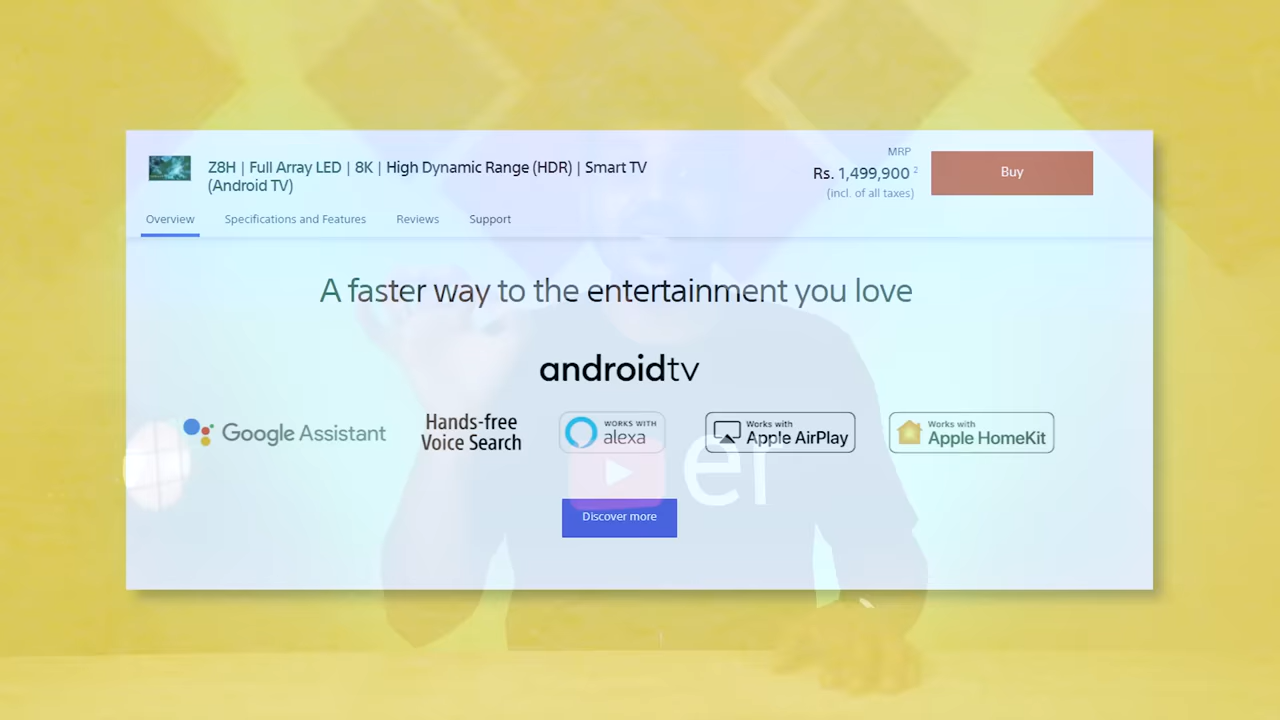 Z8H | Full Array LED | 8K | High Dynamic Range (HDR) | Smart TV
(Android TV)
MRP
Rs. 1,499,900 2
(incl. of all taxes)
Buy
Overview Specifications and Features Reviews Support
A faster way to the entertainment you love
androidtv
Google Assistant
Hands-free
Voice Search
WORKS WITH
alexa
Works with
Apple AirPlay
Works with
Apple HomeKit
er
Discover more